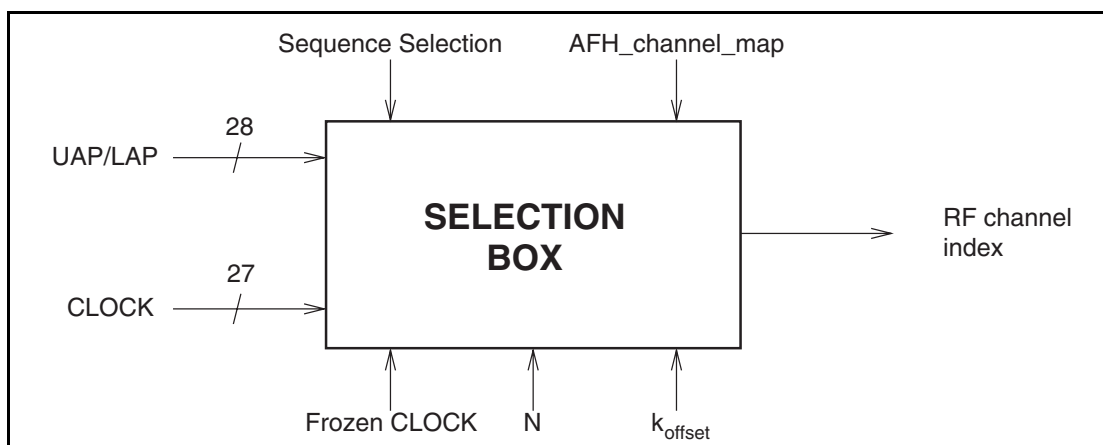 Sequence Selection
AFH_channel_map
28
UAP/LAP
SELECTION
BOX
RF channel
index
27
CLOCK
Frozen CLOCK
N
koffset